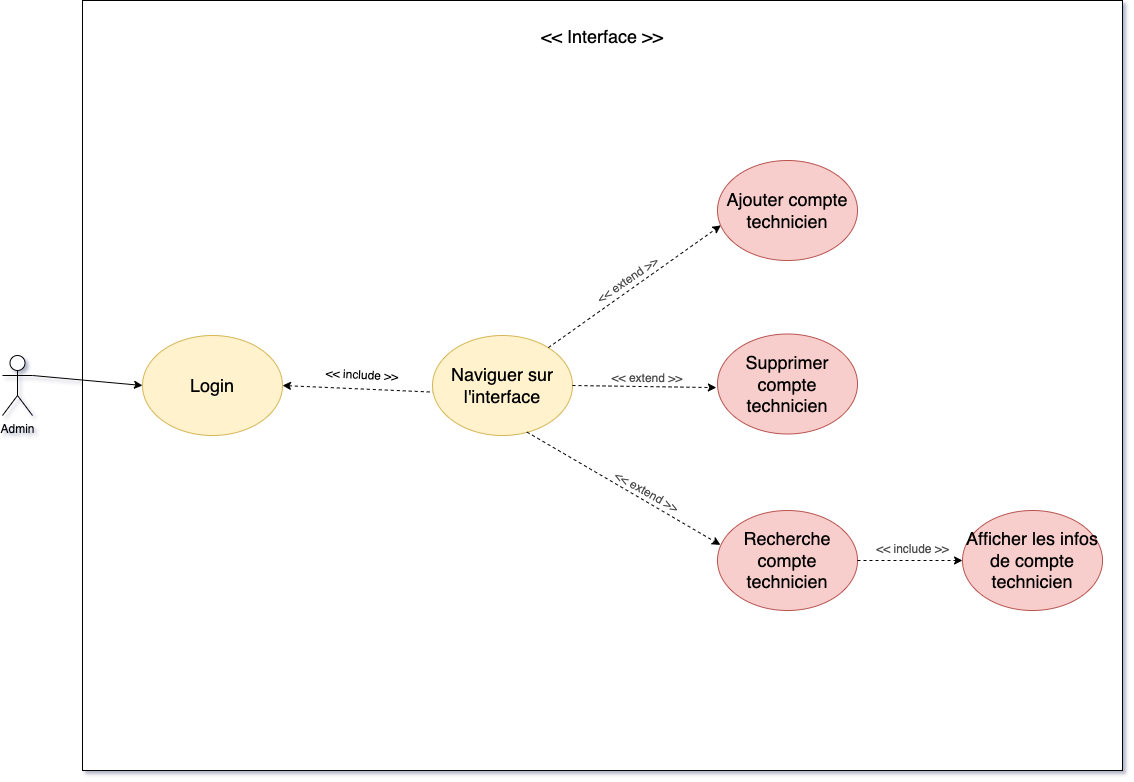 << Interface >>
Ajouter compte
technicien
<< extend >>
Admin
Login
<< include >>
Naviguer sur
l'interface
<< extend >>
Supprimer
compte
technicien
<< extend >>
Recherche
compte
technicien
<< include >>
Afficher les infos
de compte
technicien